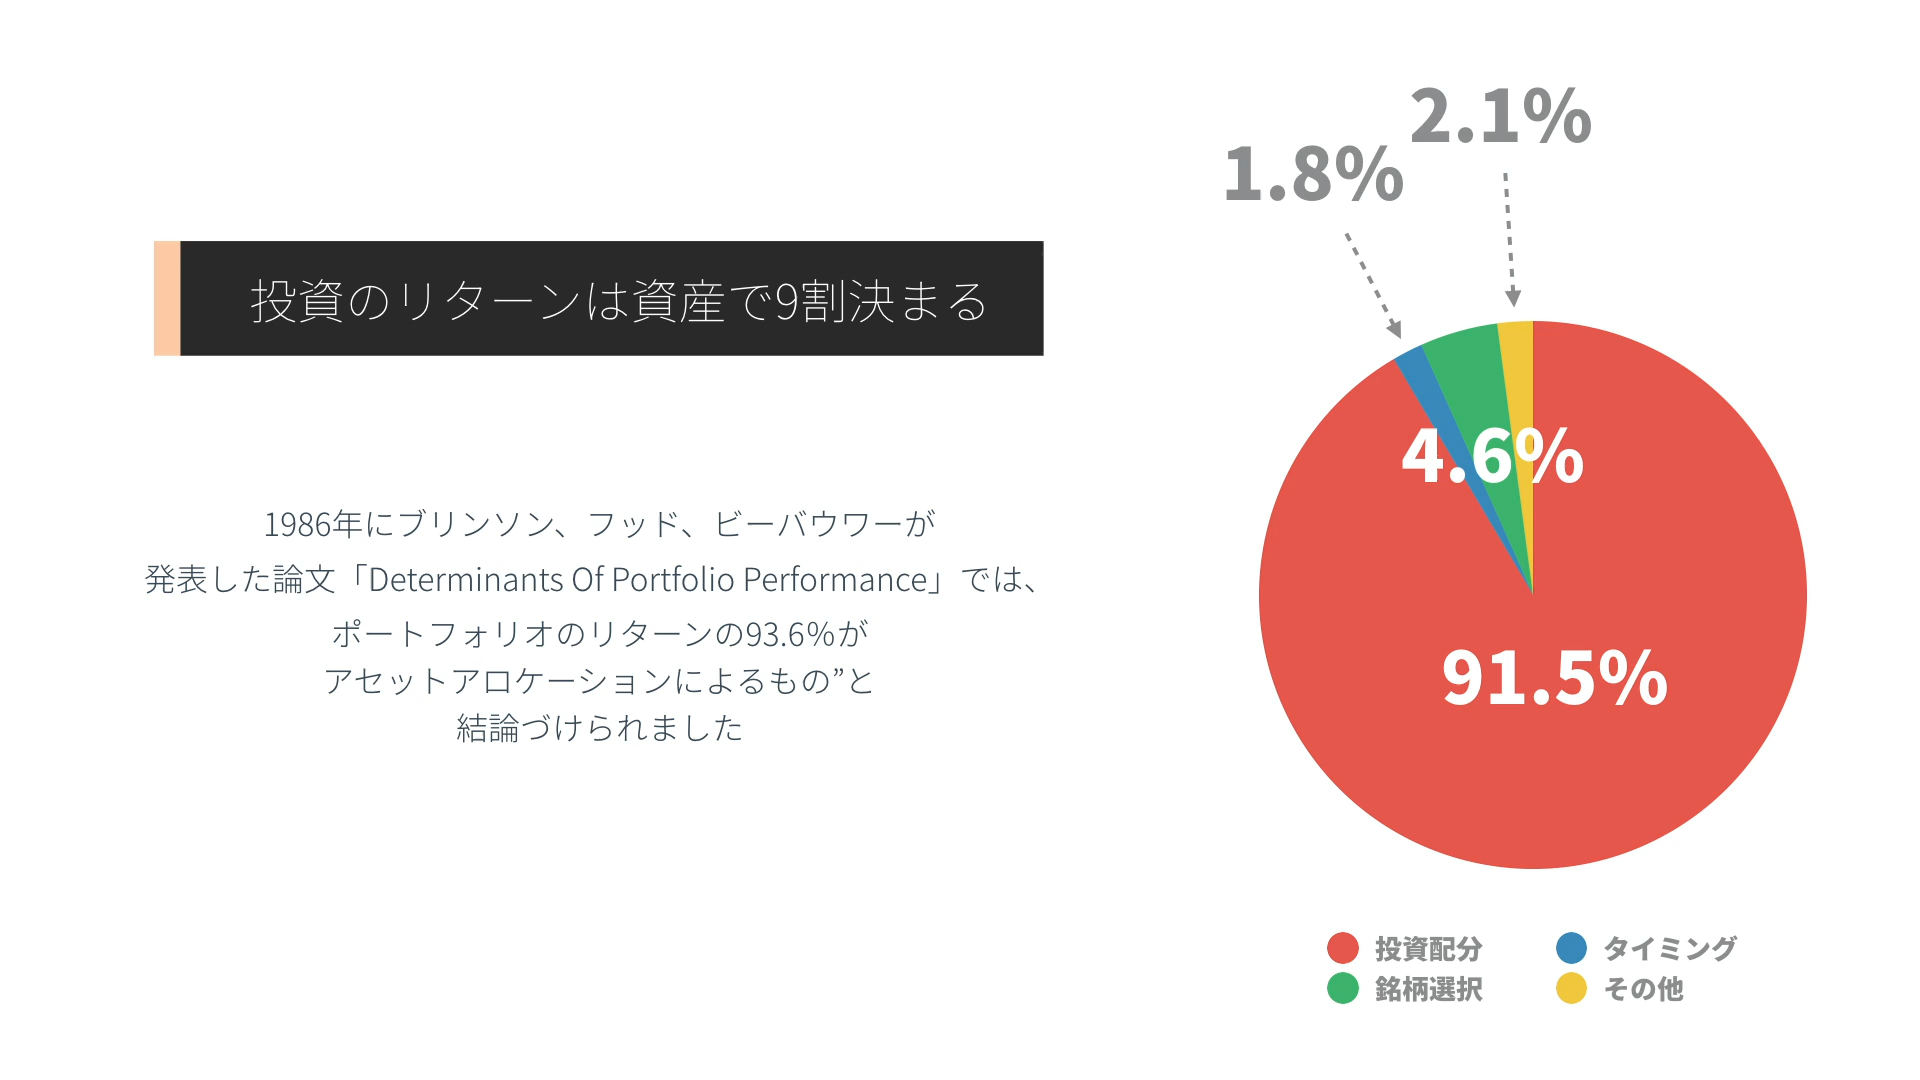 投資のリターンは資産で9割決まる
1986年にブリンソン、フッド、ビーバウワーが
発表した論文「Determinants Of Portfolio Performance」では、
ポートフォリオのリターンの93.6%が
アセットアロケーションによるもの”と
結論づけられました
2.1%
1.8%
4.6%
91.5%
投資配分
タイミング
銘柄選択
その他